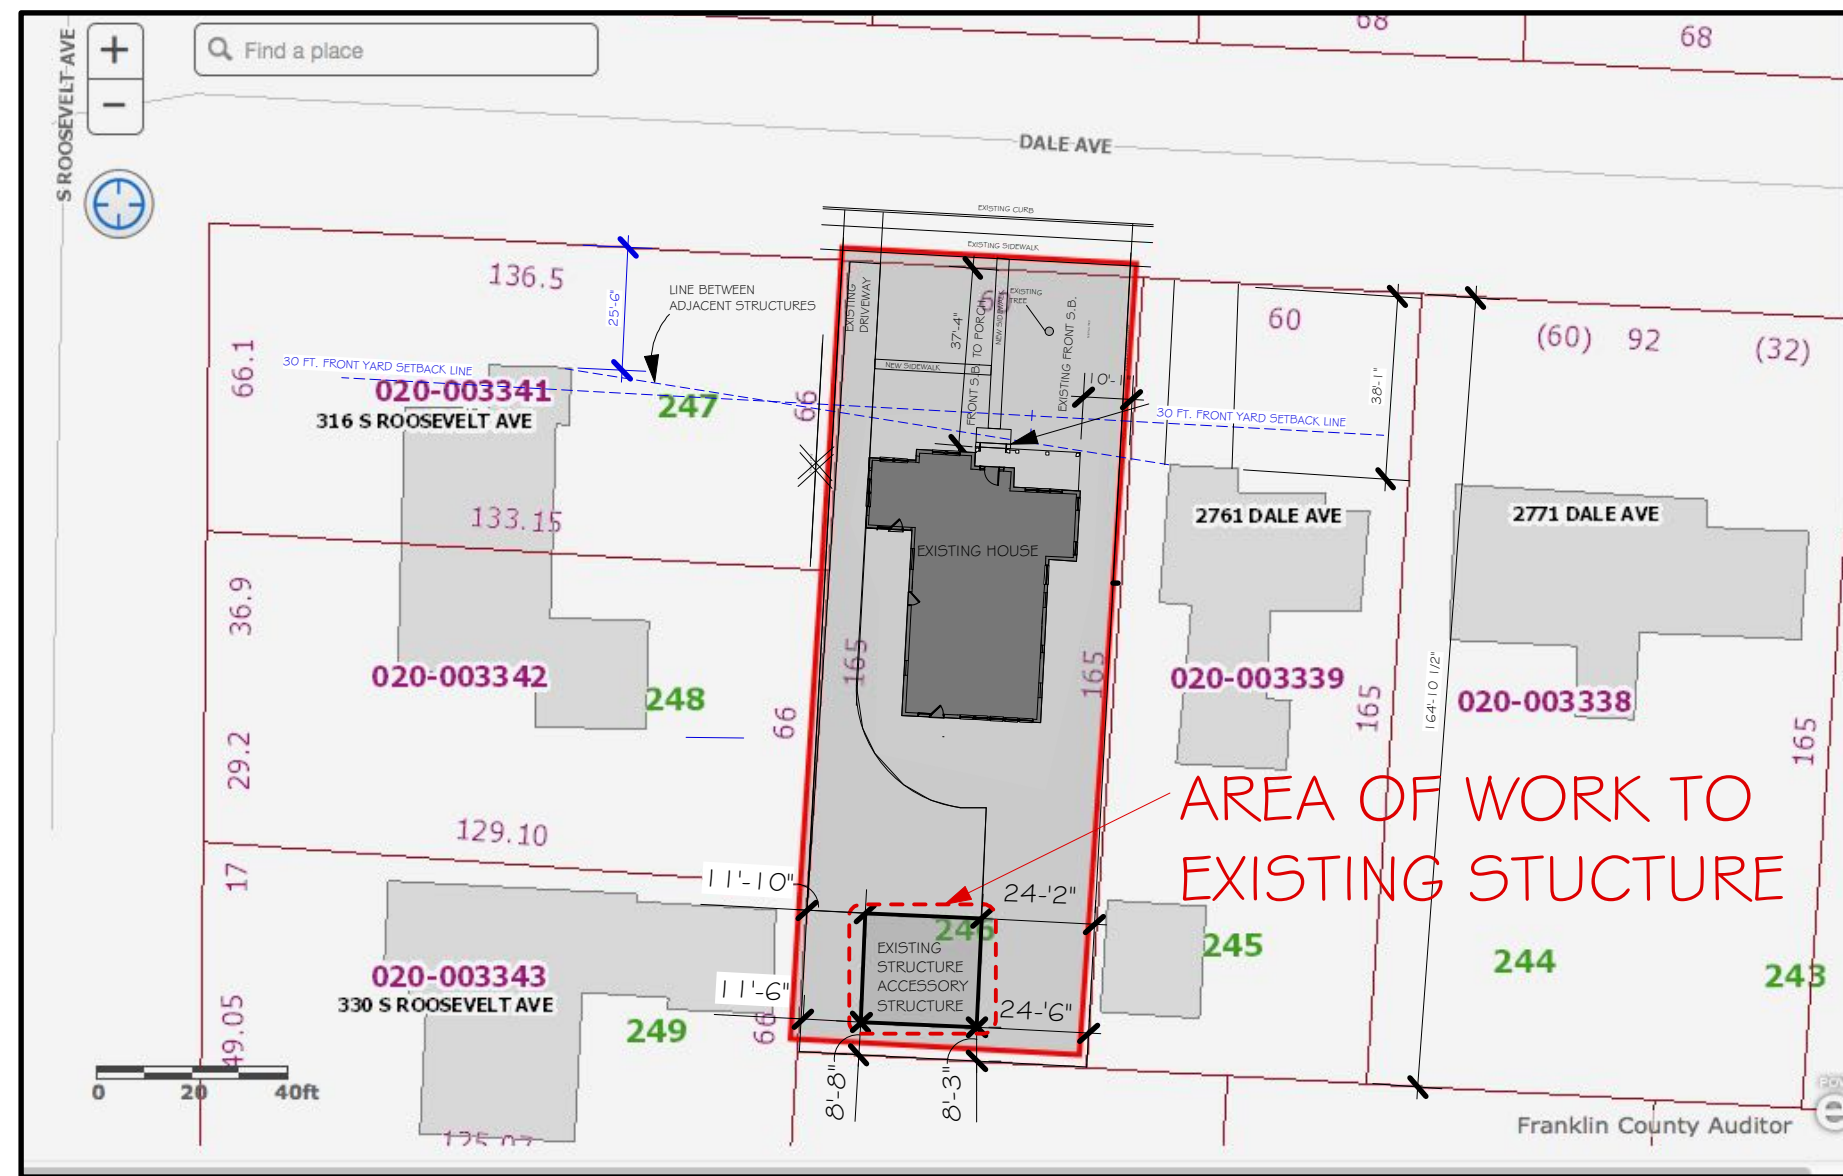 68
68
S ROOSEVELT AVE
+
Find a place
−
DALE AVE
EXISTING CURB
EXISTING SIDEWALK
136.5
25'-6"
LINE BETWEEN
ADJACENT STRUCTURES
EXISTING
DRIVEWAY
37'-4"
FRONT S.B. TO PORCH
NEW SIDEWALK
EXISTING
TREE
EXISTING FRONT S.B.
60
(60)
92
(32)
66.1
30 FT. FRONT YARD SETBACK LINE
020-003341
316 S ROOSEVELT AVE
247
66
NEW SIDEWALK
10'-1"
30 FT. FRONT YARD SETBACK LINE
38'-1"
133.15
EXISTING HOUSE
2761 DALE AVE
2771 DALE AVE
36.9
020-003342
248
66
165
165
020-003339
165
164'-10 1/2"
020-003338
165
29.2
129.10
AREA OF WORK TO
EXISTING STUCTURE
17
11'-10"
24-'2"
246
EXISTING
STRUCTURE
ACCESSORY
STRUCTURE
245
244
243
020-003343
330 S ROOSEVELT AVE
11'-6"
24-'6"
249
66
49.05
8'-8"
8'-3"
0 20 40ft
125.07
Franklin County Auditor